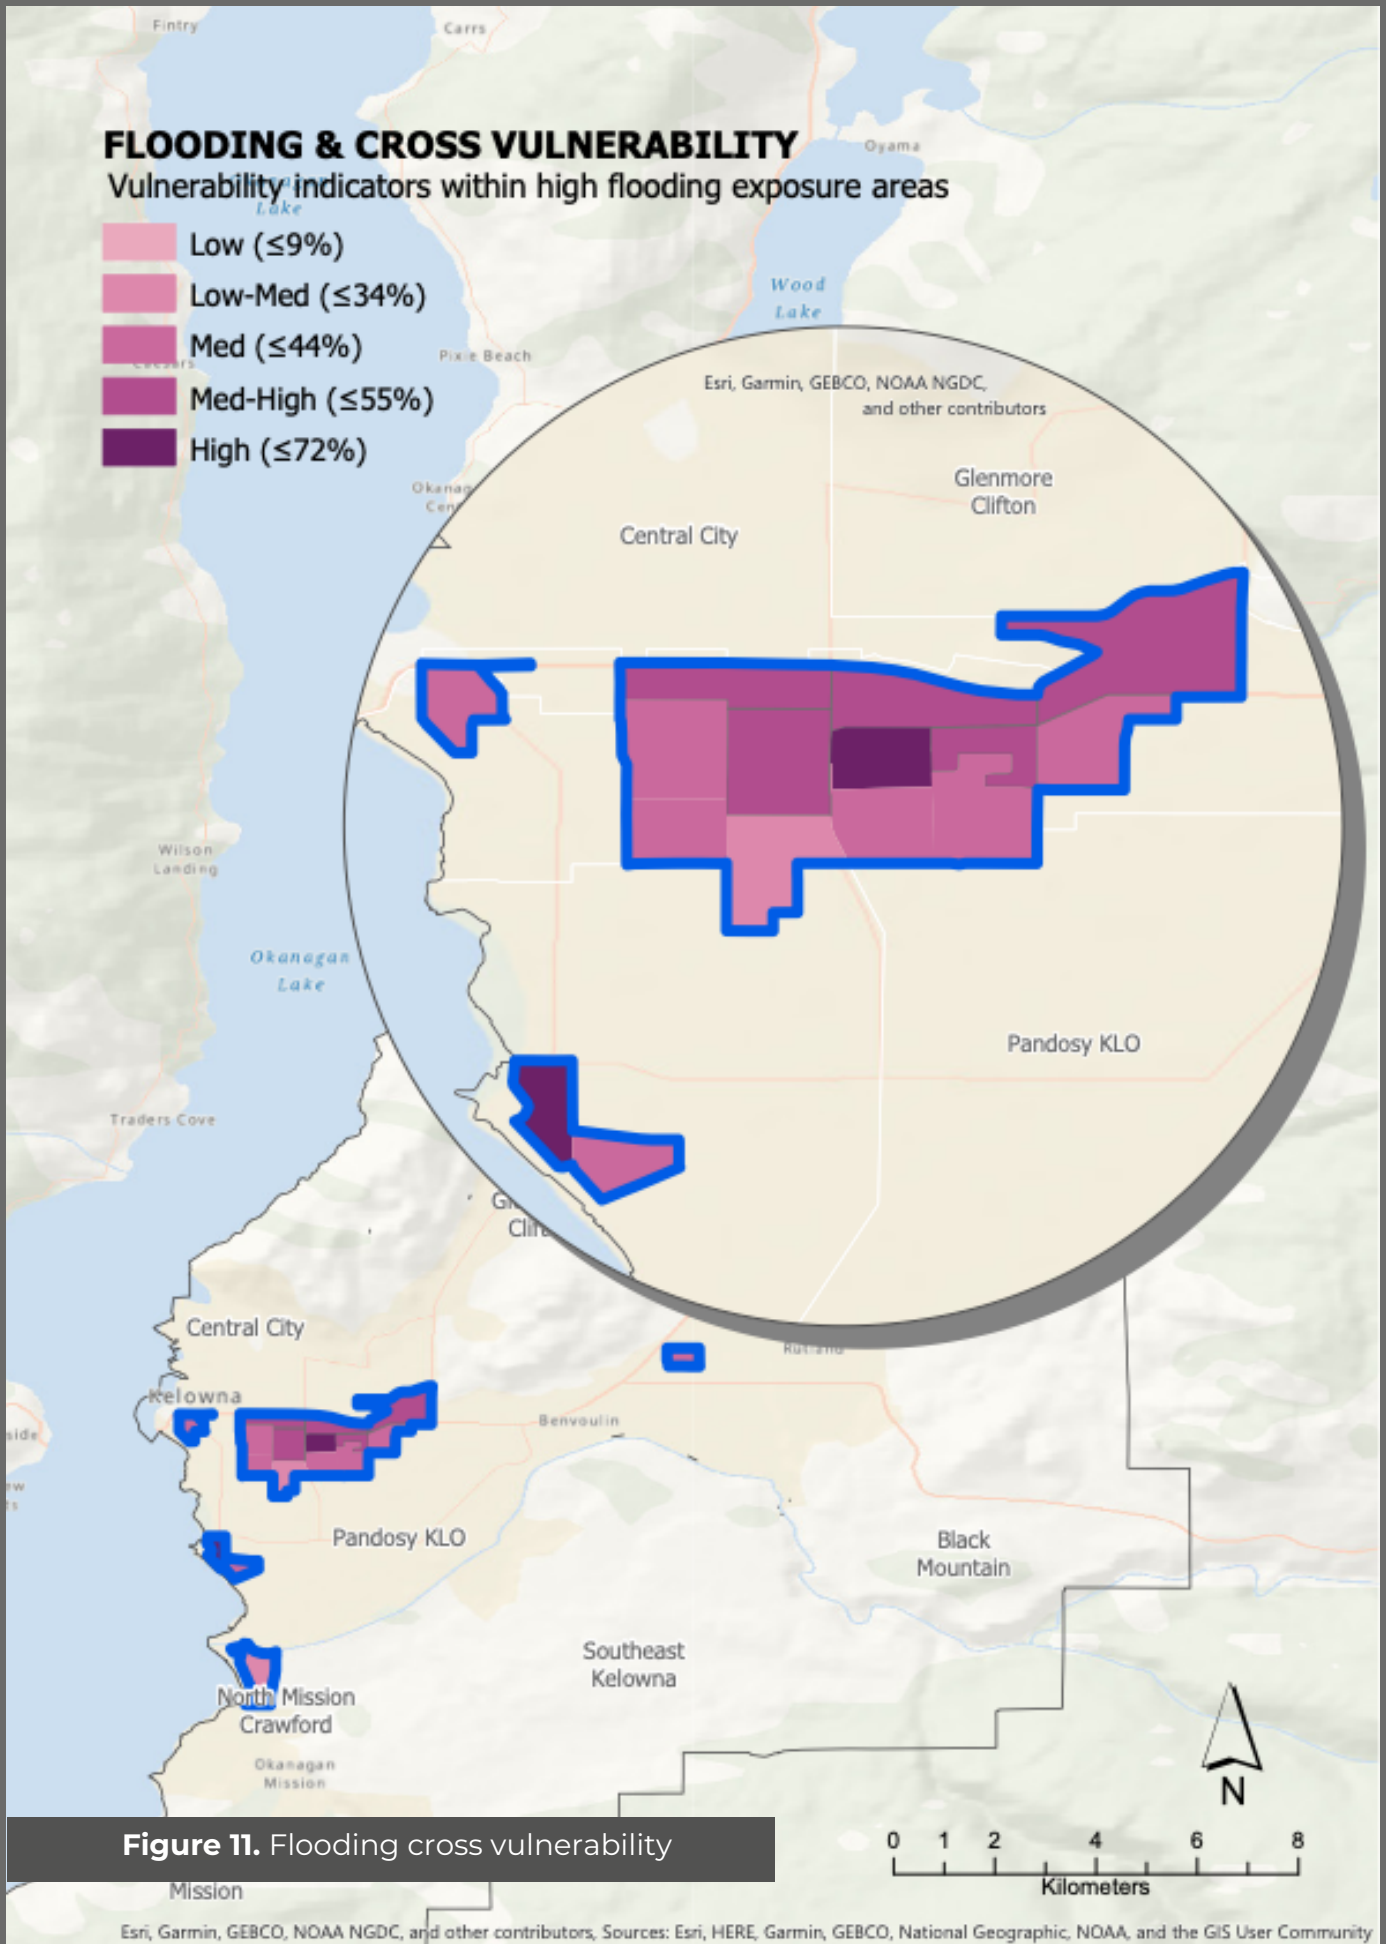 Fintry
Carrs
Oyama
FLOODING & CROSS VULNERABILITY
Vulnerability indicators within high flooding exposure areas
Okanagan
Lake
Low (≤9%)
Low-Med (≤34%)
Med (≤44%)
Med-High (≤55%)
High (≤72%)
Wood
Lake
Pixie Beach
Esri, Garmin, GEBCO, NOAA NGDC,
and other contributors
Glenmore
Clifton
Central City
Wilson
Landing
Okanagan
Lake
Pandosy KLO
Traders Cove
Central City
Rutland
Kelowna
Benvoulin
Pandosy KLO
Black
Mountain
Southeast
Kelowna
North Mission
Crawford
Okanagan
Mission
N
Figure 11. Flooding cross vulnerability
0 1 2 4 6 8
Kilometers
Mission
Esri, Garmin, GEBCO, NOAA NGDC, and other contributors, Sources: Esri, HERE, Garmin, GEBCO, National Geographic, NOAA, and the GIS User Community